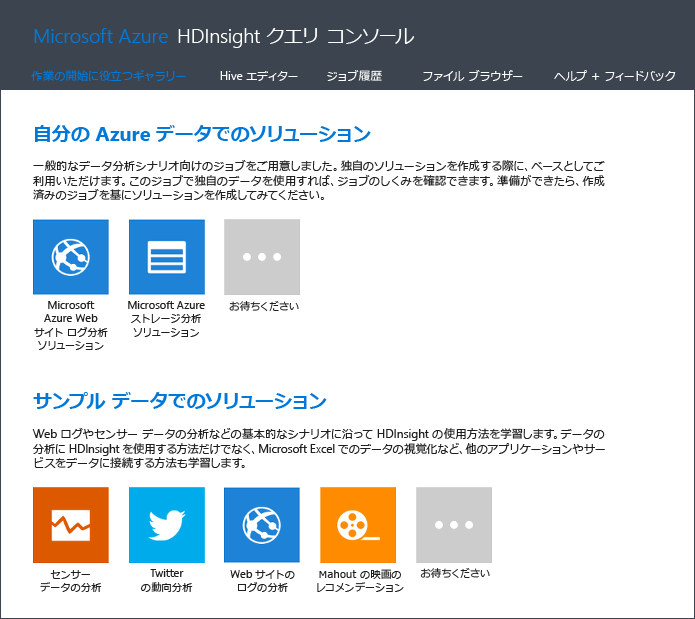 Microsoft Azure HDInsight クエリ コンソール
作業の開始に役立つギャラリー Hive エディター ジョブ履歴 ファイル ブラウザー ヘルプ + フィードバック
自分の Azure データでのソリューション
一般的なデータ分析シナリオ向けのジョブをご用意しました。独自のソリューションを作成する際に、ベースとしてご
利用いただけます。このジョブで独自のデータを使用すれば、ジョブのしくみを確認できます。準備ができたら、作成
済みのジョブを基にソリューションを作成してみてください。
Microsoft
Azure Web
サイト ログ分析
ソリューション
Microsoft Azure
ストレージ分析
ソリューション
お待ちください
サンプル データでのソリューション
Web ログやセンサー データの分析などの基本的なシナリオに沿って HDInsight の使用方法を学習します。データの
分析に HDInsight を使用する方法だけでなく、Microsoft Excel でのデータの視覚化など、他のアプリケーションやサー
ビスをデータに接続する方法も学習します。
センサー
データの分析
Twitter
の動向分析
Web サイトの
ログの分析
Mahout の映画の
レコメンデーション
お待ちください